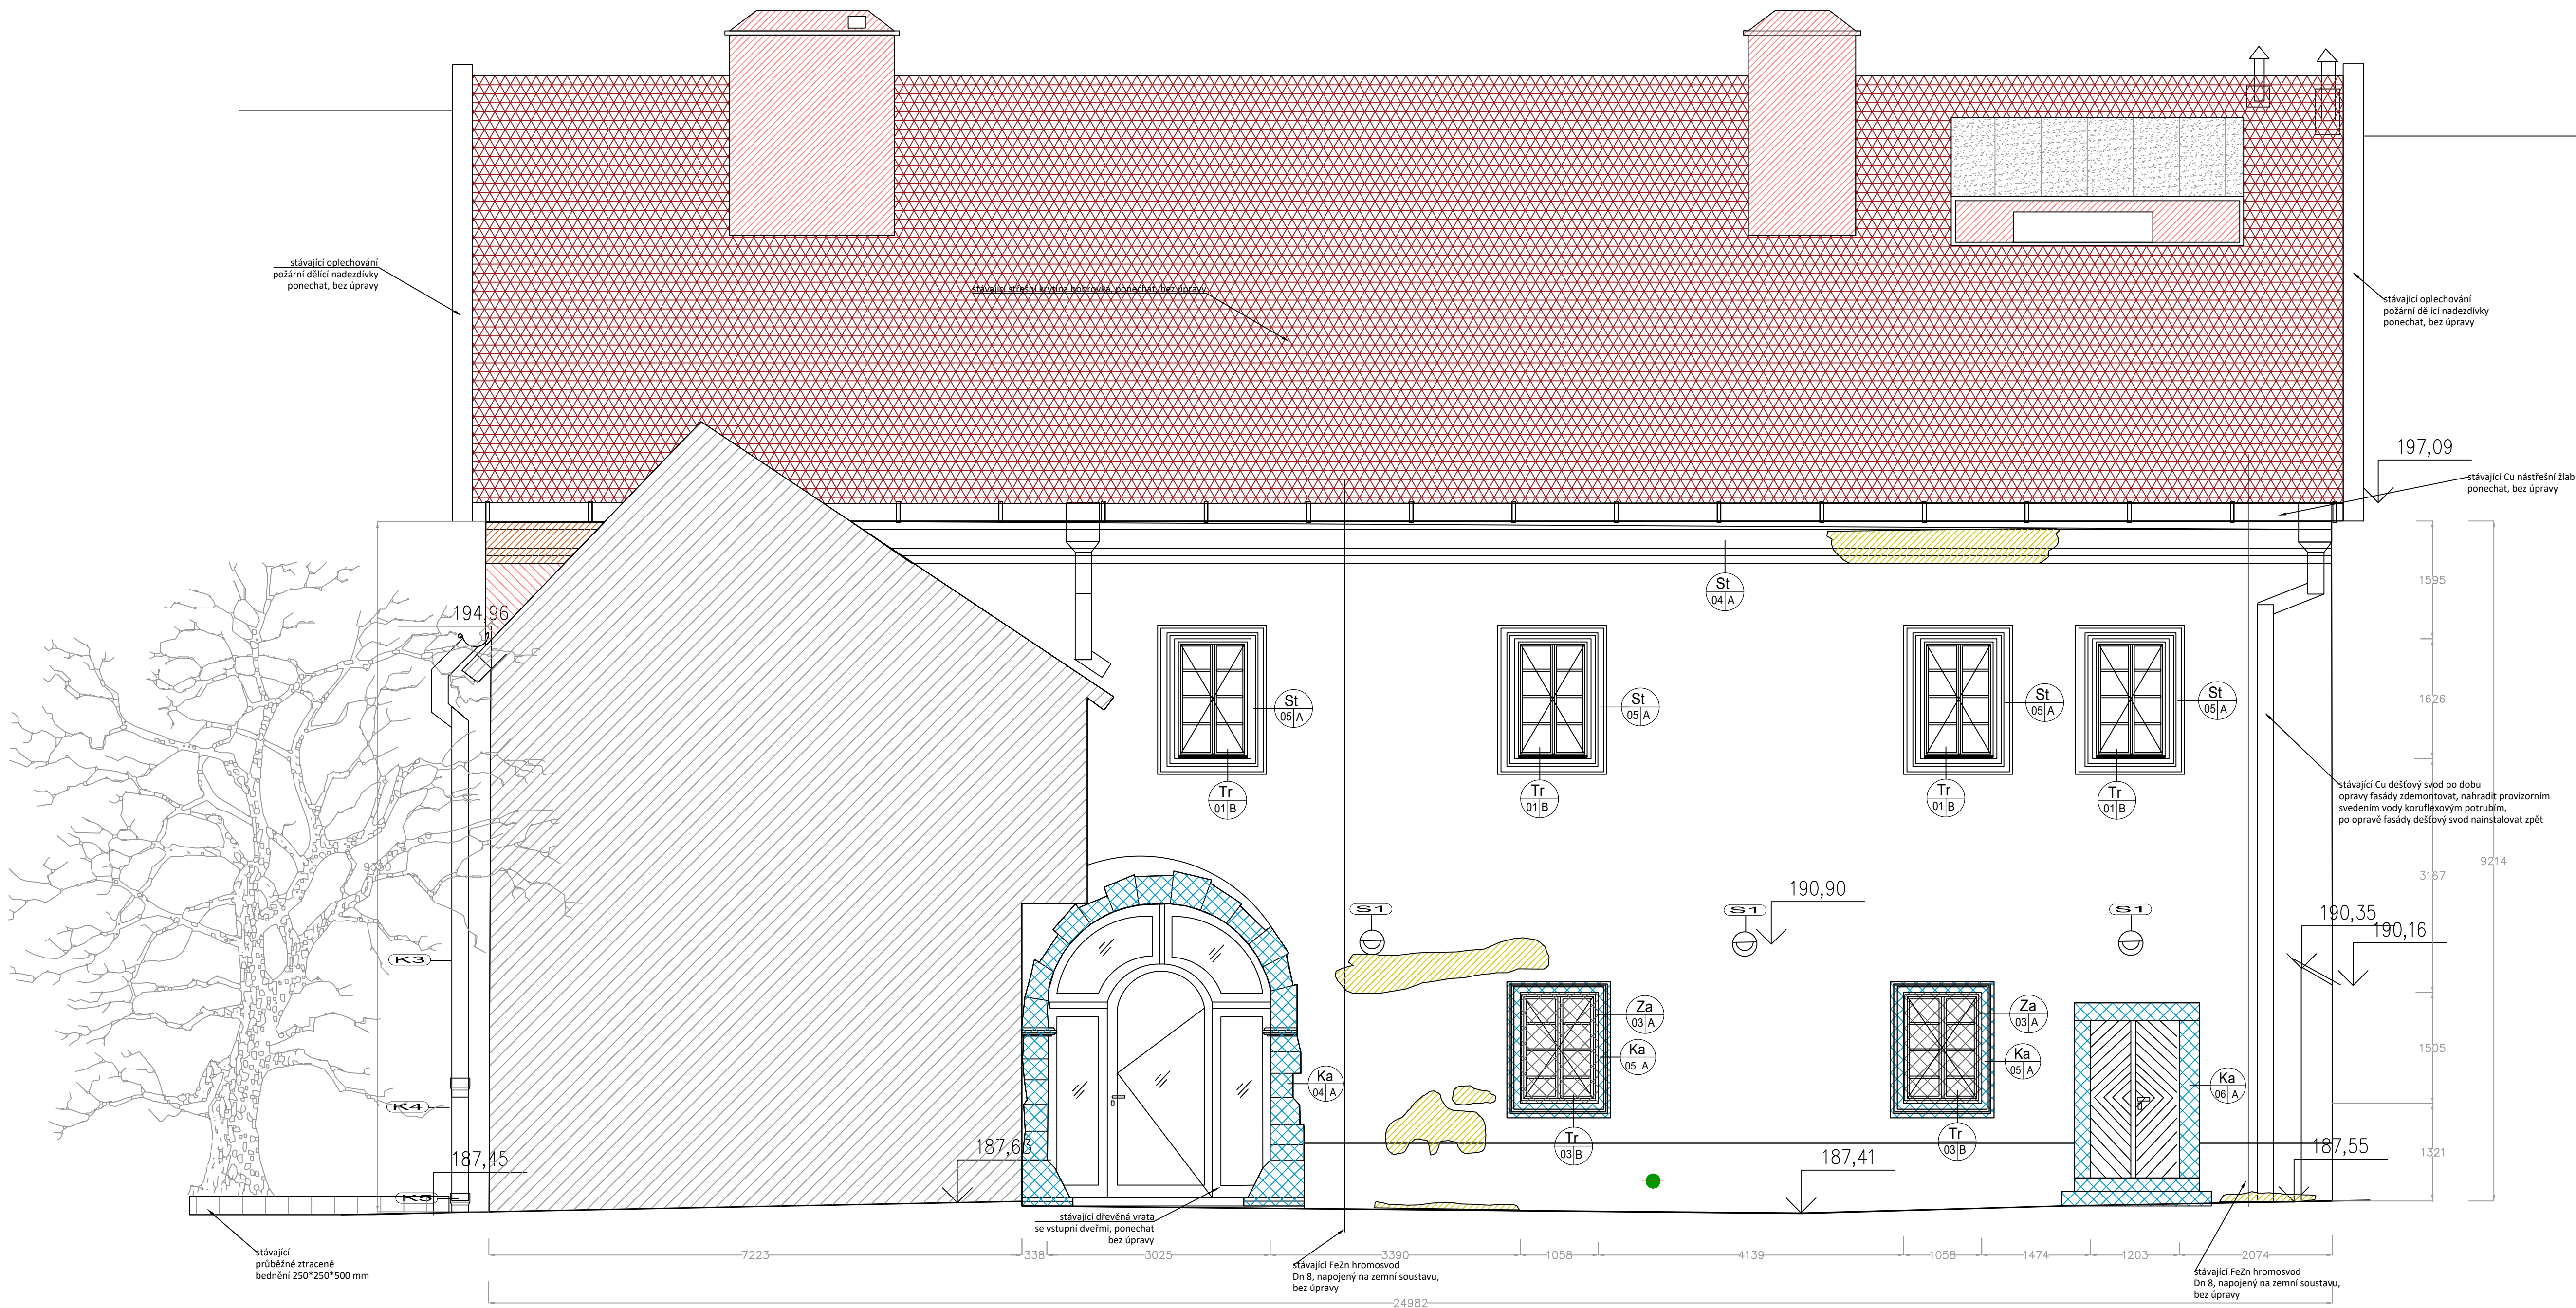 stávající oplechování
požární dělící nadezdívky
ponechat, bez úpravy
stávající střešní krytina bobrovka, ponechat, bez úpravy
stávající oplechování
požární dělící nadezdívky
ponechat, bez úpravy
197,09
stávající Cu nástřešní žlab
ponechat, bez úpravy
St
04 A
1595
194,96
St
05 A
St
05 A
St
05 A
St
05 A
1626
Tr
01 B
Tr
01 B
Tr
01 B
Tr
01 B
stávající Cu dešťový svod po dobu
opravy fasády zdemontovat, nahradit provizorním
svedením vody koruflexovým potrubím,
po opravě fasády dešťový svod nainstalovat zpět
9214
3167
190,90
S1
S1
S1
190,35
190,16
K3
Za
03 A
Za
03 A
Ka
05 A
Ka
05 A
1505
Ka
04 A
Ka
06 A
K4
Tr
03 B
Tr
03 B
187,45
187,63
187,41
187,55
1321
K5
stávající dřevěná vrata
se vstupní dveřmi, ponechat
bez úpravy
stávající
průběžné ztracené
bednění 250*250*500 mm
7223
338
3025
3390
1058
4139
1058
1474
1203
2074
stávající FeZn hromosvod
Dn 8, napojený na zemní soustavu,
bez úpravy
stávající FeZn hromosvod
Dn 8, napojený na zemní soustavu,
bez úpravy
24982